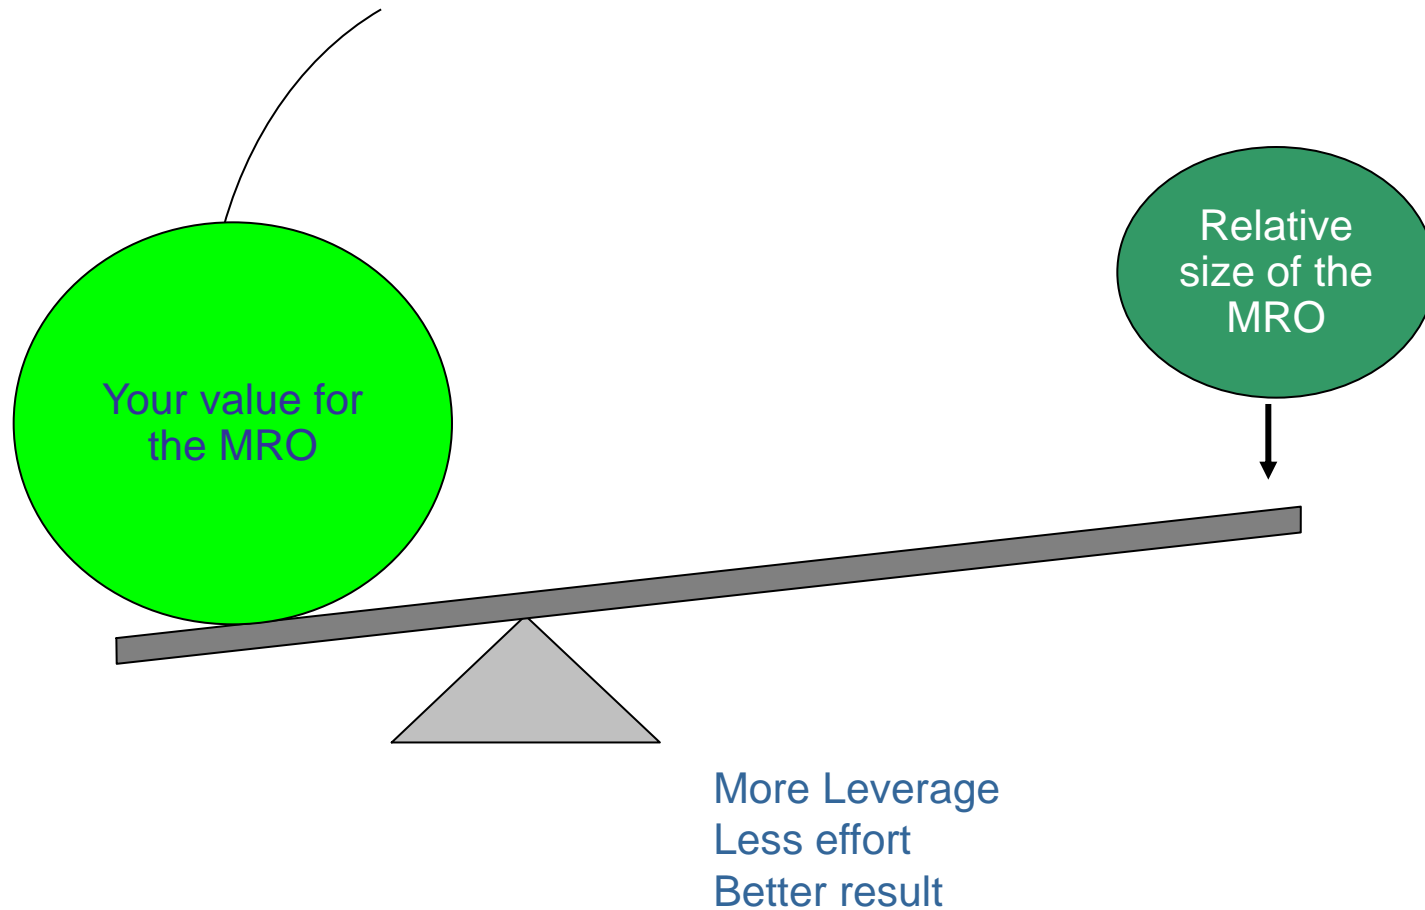 Relative
size of the
MRO
Your value for
the MRO
More Leverage
Less effort
Better result